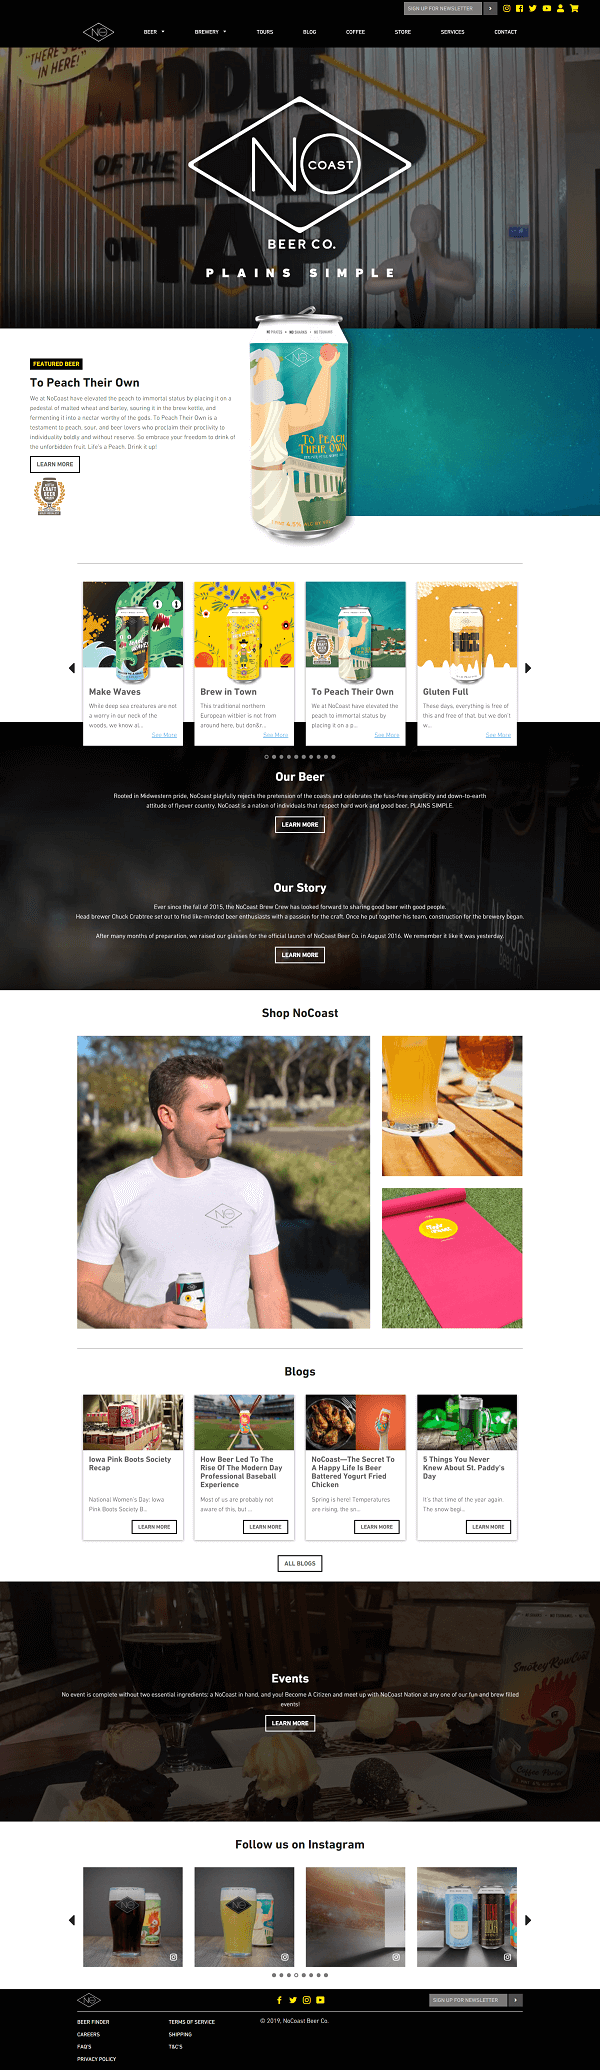 SIGN UP FOR NEWSLETTER
NO
BEER
BREWERY
TOURS
BLOG
COFFEE
STORE
SERVICES
CONTACT
"THERE'S BEER
IN HERE!"
MIDDLE
OF THE MAP
ON TAP
NO COAST
BEER CO.
PLAINS SIMPLE
FEATURED BEER
To Peach Their Own
We at NoCoast have elevated the peach to immortal status by placing it on a
pedestal of malted wheat and barley, souring it in the brew kettle, and
fermenting it into a nectar worthy of the gods. To Peach Their Own is a
testament to peach, sour, and beer lovers who proclaim their proclivity to
individuality boldly and without reserve. So embrace your freedom to drink of
the unforbidden fruit. Life's a Peach. Drink it up!
LEARN MORE
CRAFT
BEER
NO
TO PEACH
THEIR OWN
Make Waves
While deep sea creatures are not
a worry in our neck of the
woods, we know al...
See More
Brew in Town
This traditional northern
European witbier is not from
around here, but don&r...
See More
To Peach Their Own
We at NoCoast have elevated the
peach to immortal status by
placing it on a p...
See More
Gluten Full
These days, everything is free of
this and free of that, but we don't
w...
See More
Our Beer
Rooted in Midwestern pride, NoCoast playfully rejects the pretension of the coasts and celebrates the fuss-free simplicity and down-to-earth
attitude of flyover country. NoCoast is a nation of individuals that respect hard work and good beer, PLAINS SIMPLE.
LEARN MORE
Our Story
Ever since the fall of 2015, the NoCoast Brew Crew has looked forward to sharing good beer with good people.
Head brewer Chuck Crabtree set out to find like-minded beer enthusiasts with a passion for the craft. Once he put together his team, construction for the brewery began.
After many months of preparation, we raised our glasses for the official launch of NoCoast Beer Co. in August 2016. We remember it like it was yesterday.
LEARN MORE
NoCoast
Beer Co.
Shop NoCoast
NO
Blogs
Iowa Pink Boots Society
Recap
National Women's Day: Iowa
Pink Boots Society B...
LEARN MORE
How Beer Led To The
Rise Of The Modern Day
Professional Baseball
Experience
Most of us are probably not
aware of this, but ...
LEARN MORE
NoCoast—The Secret To
A Happy Life Is Beer
Battered Yogurt Fried
Chicken
Spring is here! Temperatures
are rising, the sn...
LEARN MORE
5 Things You Never
Knew About St. Paddy's
Day
It's that time of the year again.
The snow begi...
LEARN MORE
ALL BLOGS
Events
No event is complete without two essential ingredients: a NoCoast in hand, and you! Become A Citizen and meet up with NoCoast Nation at any one of our fun and brew filled
events!
LEARN MORE
SmokeyRow
Follow us on Instagram
NO
SIGN UP FOR NEWSLETTER
BEER FINDER
CAREERS
FAQ'S
PRIVACY POLICY
TERMS OF SERVICE
SHIPPING
T&C'S
© 2019, NoCoast Beer Co.